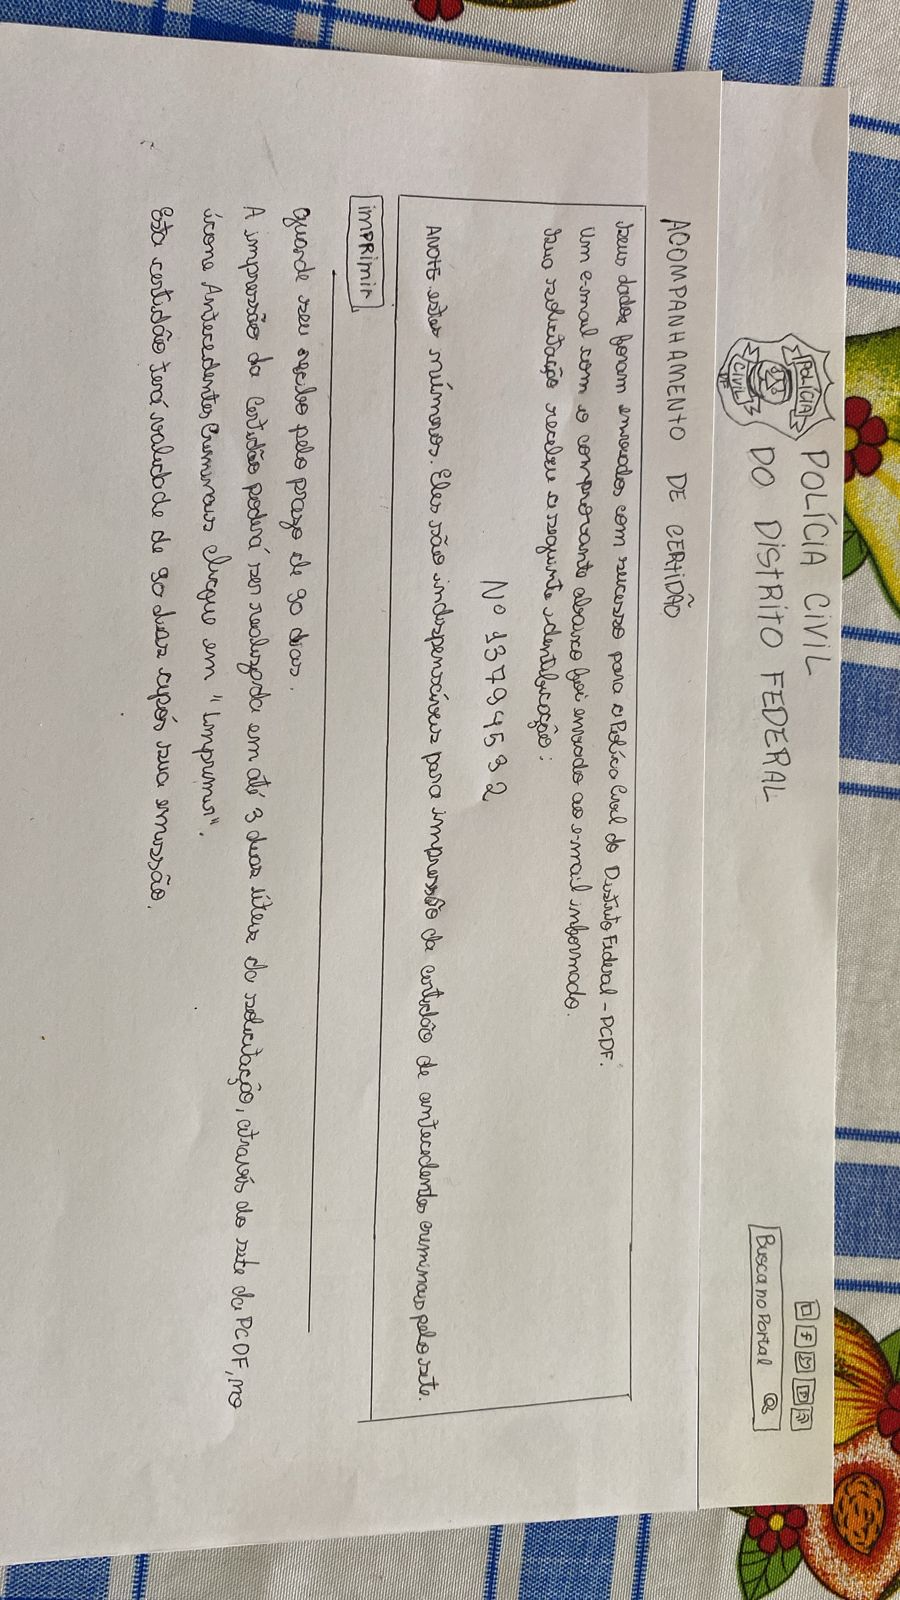 POLÍCIA CIVIL
DO DISTRITO FEDERAL
POLÍCIA
CIVIL
DF
Busca no Portal
ACOMPANHAMENTO DE CERTIDÃO
Seus dados foram enviados com sucesso para a Polícia Civil do Distrito Federal - PCDF.
Um e-mail com o comprovante abaixo foi enviado ao e-mail informado.
Sua solicitação recebeu a seguinte identificação:
Nº 13794532
ANOTE estes números. Eles são indispensáveis para impressão da certidão de antecedentes criminais pelo site.
imprimir
guarde seu recibo pelo prazo de 90 dias.
A impressão da Certidão poderá ser realizada em até 3 dias úteis da solicitação, através do site da PCDF, no
ícone Antecedentes Criminais clique em "Imprimir".
Esta certidão terá validade de 90 dias após sua emissão.